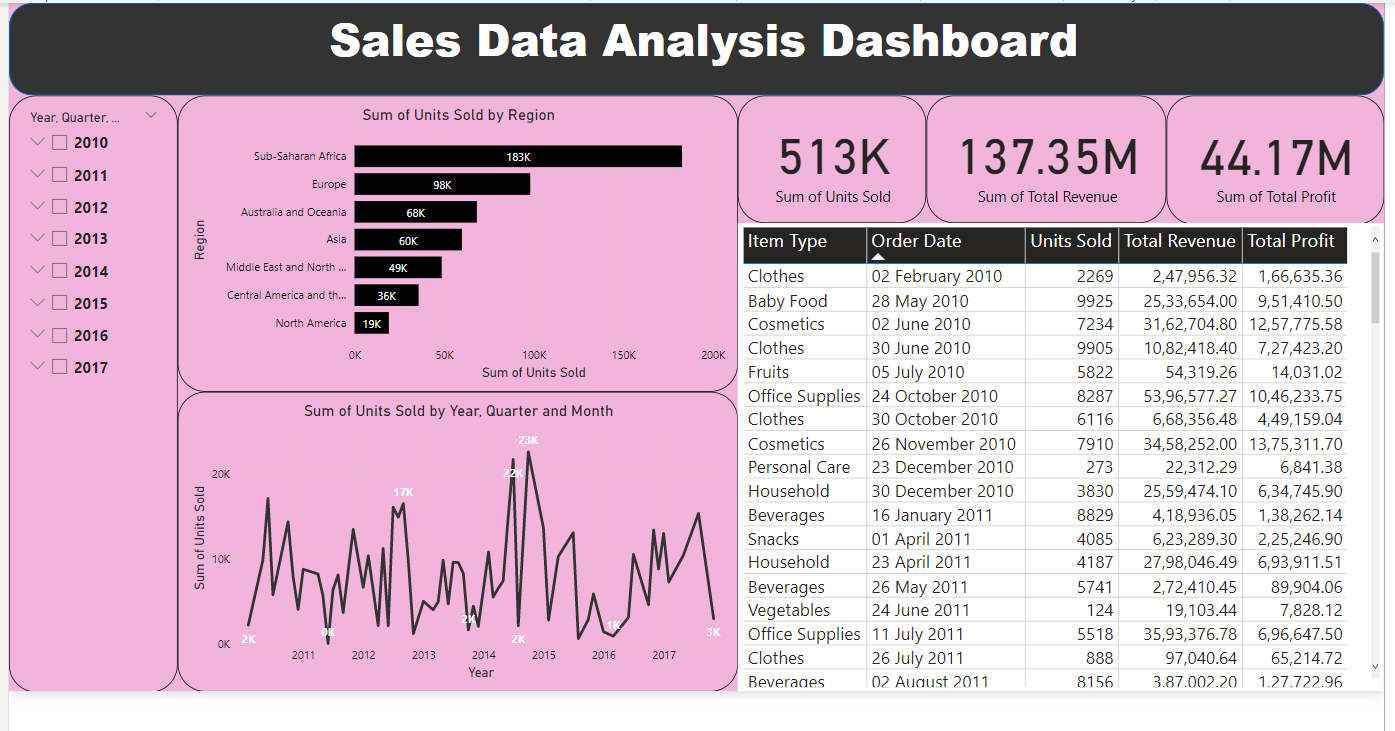 Sales Data Analysis Dashboard
Year, Quarter, ...
2010
2011
2012
2013
2014
2015
2016
2017
Sum of Units Sold by Region
Region
Sub-Saharan Africa 183K
Europe 98K
Australia and Oceania 68K
Asia 60K
Middle East and North ... 49K
Central America and th... 36K
North America 19K
0K 50K 100K 150K 200K
Sum of Units Sold
Sum of Units Sold by Year, Quarter and Month
Sum of Units Sold
20K
10K
0K
2K 0K 17K 2K 22K 2K 23K 1K 3K
2011 2012 2013 2014 2015 2016 2017
Year
513K
Sum of Units Sold
137.35M
Sum of Total Revenue
44.17M
Sum of Total Profit
Item Type Order Date Units Sold Total Revenue Total Profit
Clothes 02 February 2010 2269 2,47,956.32 1,66,635.36
Baby Food 28 May 2010 9925 25,33,654.00 9,51,410.50
Cosmetics 02 June 2010 7234 31,62,704.80 12,57,775.58
Clothes 30 June 2010 9905 10,82,418.40 7,27,423.20
Fruits 05 July 2010 5822 54,319.26 14,031.02
Office Supplies 24 October 2010 8287 53,96,577.27 10,46,233.75
Clothes 30 October 2010 6116 6,68,356.48 4,49,159.04
Cosmetics 26 November 2010 7910 34,58,252.00 13,75,311.70
Personal Care 23 December 2010 273 22,312.29 6,841.38
Household 30 December 2010 3830 25,59,474.10 6,34,745.90
Beverages 16 January 2011 8829 4,18,936.05 1,38,262.14
Snacks 01 April 2011 4085 6,23,289.30 2,25,246.90
Household 23 April 2011 4187 27,98,046.49 6,93,911.51
Beverages 26 May 2011 5741 2,72,410.45 89,904.06
Vegetables 24 June 2011 124 19,103.44 7,828.12
Office Supplies 11 July 2011 5518 35,93,376.78 6,96,647.50
Clothes 26 July 2011 888 97,040.64 65,214.72
Beverages 02 August 2011 8156 3,87,002.20 1,27,722.96